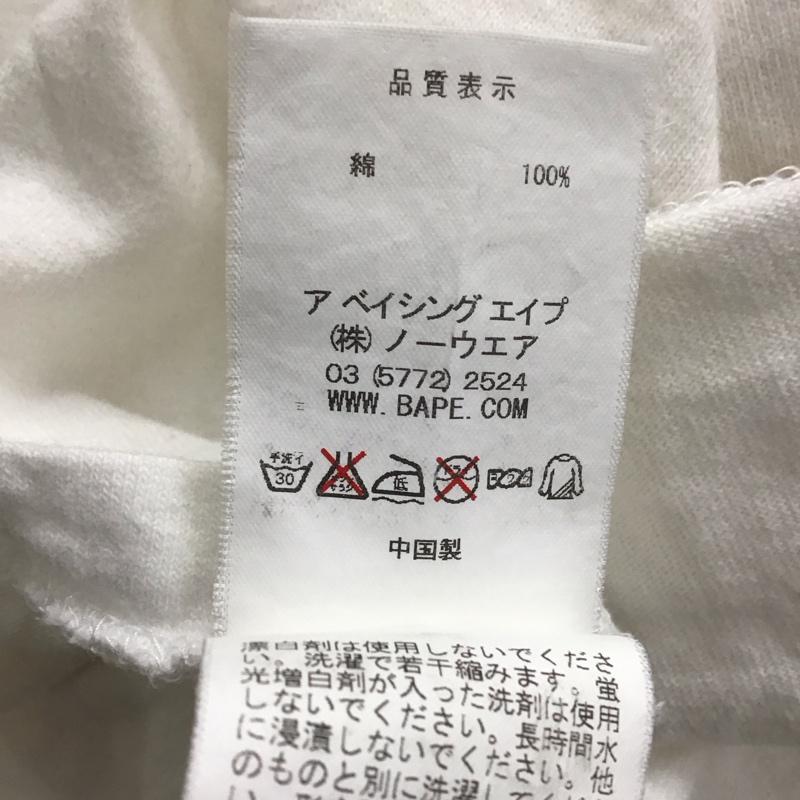 品質表示
綿 100%
ア ベイシング エイプ
(株) ノーウエア
03 (5772) 2524
WWW. BAPE. COM
手洗イ 30 低
中国製
漂白剤は使用しないでくださ
い。洗濯で若干縮みます。蛍
光増白剤が入った洗剤は使用
しないでください。長時間水
に浸漬しないでください。他
のものと別に洗濯して